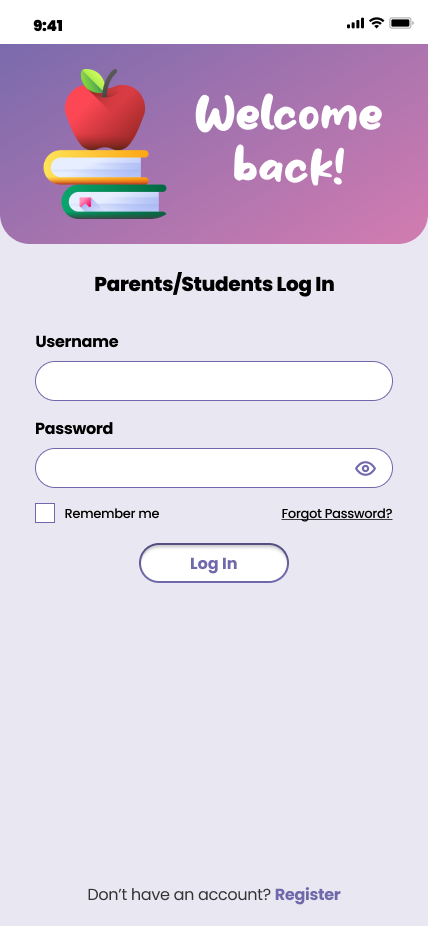 9:41
Welcome
back!
Parents/Students Log In
Username
Password
Remember me
Forgot Password?
Log In
Don’t have an account? Register